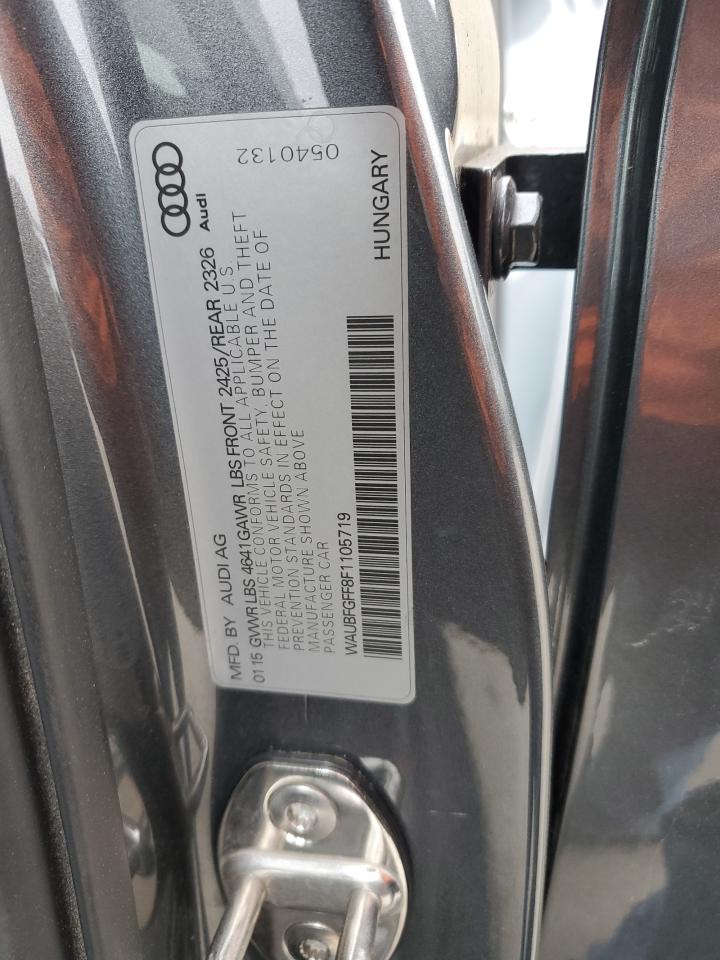 MFD. BY AUDI AG
01 15 GVWR LBS 4641 GAWR LBS FRONT 2425/REAR 2326
THIS VEHICLE CONFORMS TO ALL APPLICABLE U.S.
FEDERAL MOTOR VEHICLE SAFETY, BUMPER AND THEFT
PREVENTION STANDARDS IN EFFECT ON THE DATE OF
MANUFACTURE SHOWN ABOVE
PASSENGER CAR
WAUBFGFF8F1105719
Audi
HUNGARY
0540132